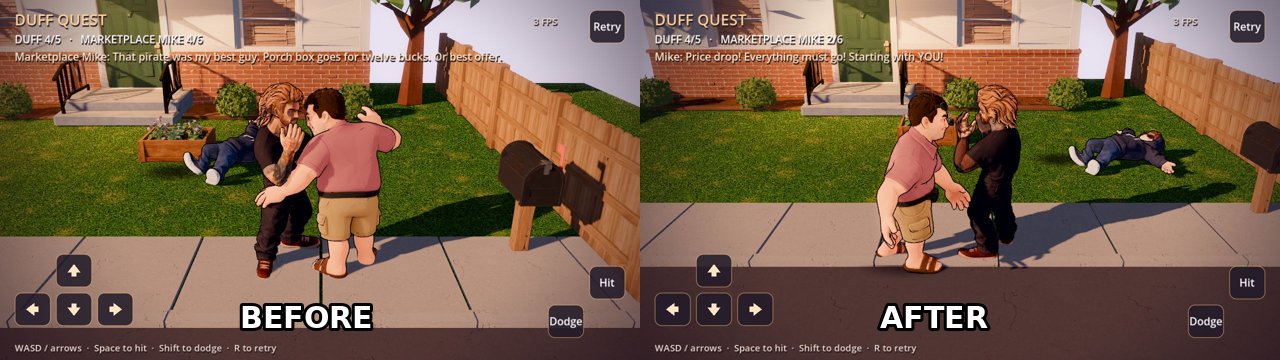 DUFF QUEST
DUFF 4/5 · MARKETPLACE MIKE 4/6
Marketplace Mike: That pirate was my best guy. Porch box goes for twelve bucks. Or best offer.
3 FPS
Retry
Hit
Dodge
BEFORE
WASD / arrows · Space to hit · Shift to dodge · R to retry
DUFF QUEST
DUFF 4/5 · MARKETPLACE MIKE 2/6
Mike: Price drop! Everything must go! Starting with YOU!
3 FPS
Retry
Hit
Dodge
AFTER
WASD / arrows · Space to hit · Shift to dodge · R to retry